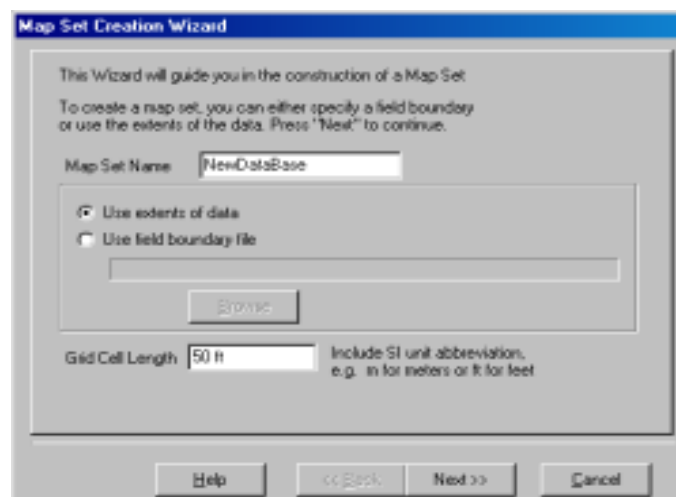 Map Set Creation Wizard
This Wizard will guide you in the construction of a Map Set
To create a map set, you can either specify a field boundary
or use the extents of the data. Press "Next" to continue.
Map Set Name NewDataBase
Use extents of data
Use field boundary file
Browse
Grid Cell Length 50 ft Include SI unit abbreviation,
e.g. m for meters or ft for feet
Help << Back Next >> Cancel